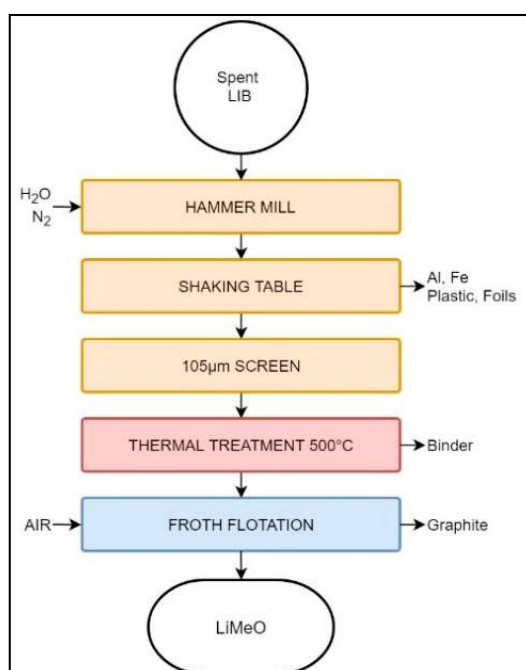 Spent
LIB
H₂O
N₂
HAMMER MILL
SHAKING TABLE
Al, Fe
Plastic, Foils
105µm SCREEN
THERMAL TREATMENT 500°C
Binder
AIR
FROTH FLOTATION
Graphite
LiMeO